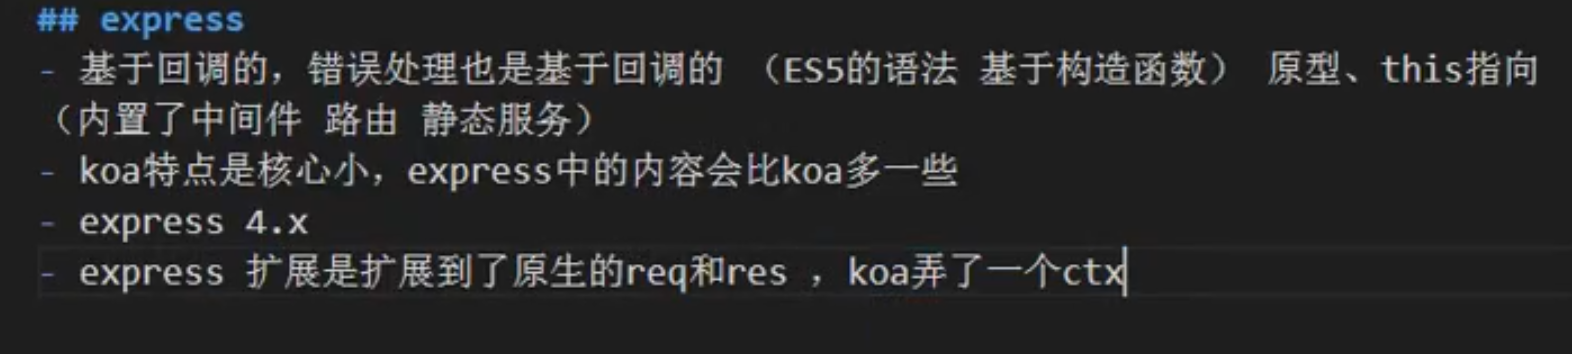 ## express
- 基于回调的，错误处理也是基于回调的 （ES5的语法 基于构造函数） 原型、this指向
（内置了中间件 路由 静态服务）
- koa特点是核心小，express中的内容会比koa多一些
- express 4.x
- express 扩展是扩展到了原生的req和res ，koa弄了一个ctx